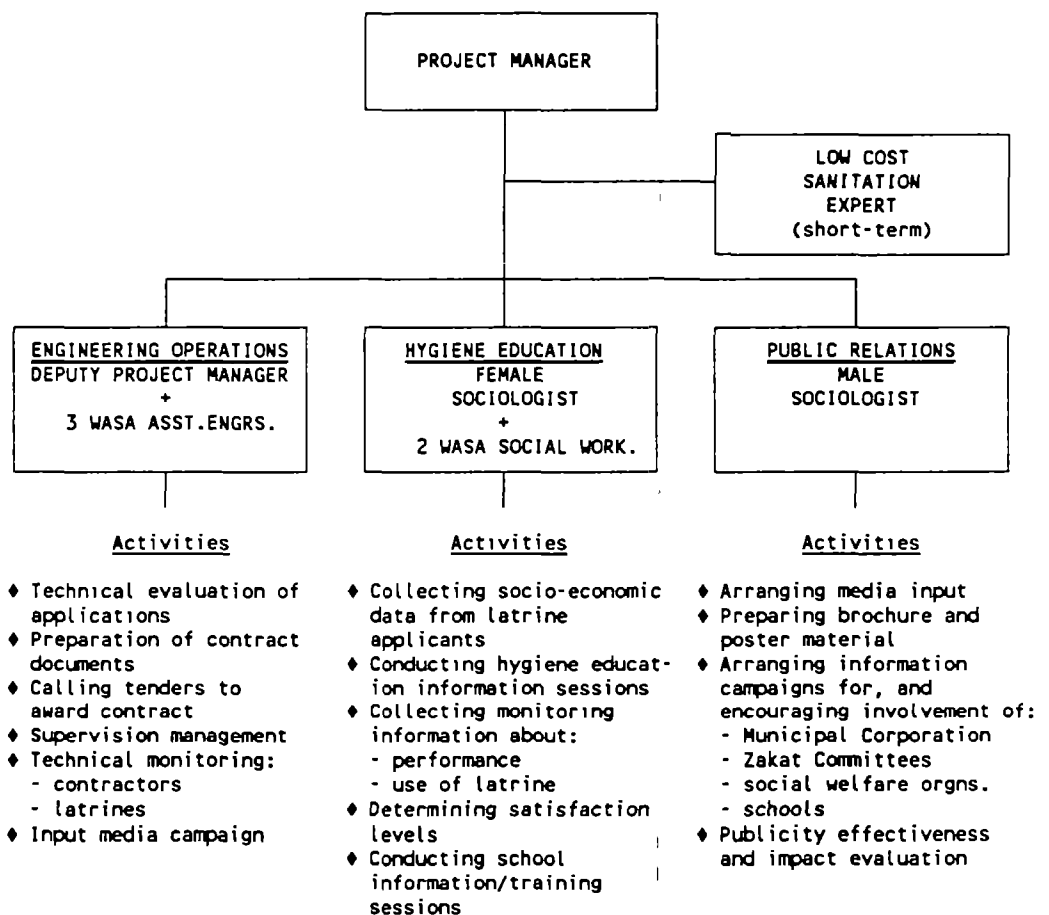 PROJECT MANAGER
LOW COST
SANITATION
EXPERT
(short-term)
ENGINEERING OPERATIONS
DEPUTY PROJECT MANAGER
+
3 WASA ASST.ENGRS.
HYGIENE EDUCATION
FEMALE
SOCIOLOGIST
+
2 WASA SOCIAL WORK.
PUBLIC RELATIONS
MALE
SOCIOLOGIST
Activities
♦ Technical evaluation of
applications
♦ Preparation of contract
documents
♦ Calling tenders to
award contract
♦ Supervision management
♦ Technical monitoring:
- contractors
- latrines
♦ Input media campaign
Activities
♦ Collecting socio-economic
data from latrine
applicants
♦ Conducting hygiene educat-
ion information sessions
♦ Collecting monitoring
information about:
- performance
- use of latrine
♦ Determining satisfaction
levels
♦ Conducting school
information/training
sessions
Activities
♦ Arranging media input
♦ Preparing brochure and
poster material
♦ Arranging information
campaigns for, and
encouraging involvement of:
- Municipal Corporation
- Zakat Committees
- social welfare orgns.
- schools
♦ Publicity effectiveness
and impact evaluation